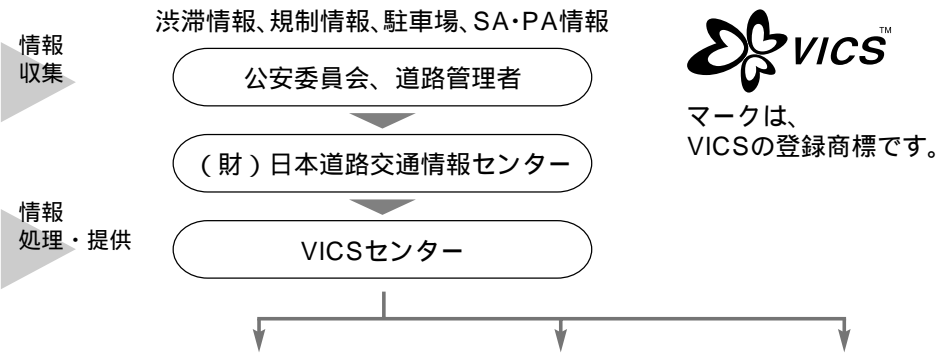 渋滞情報、規制情報、駐車場、SA・PA情報
情報
収集
公安委員会、道路管理者
VICS™
マークは、
VICSの登録商標です。
（財）日本道路交通情報センター
情報
処理・提供
VICSセンター